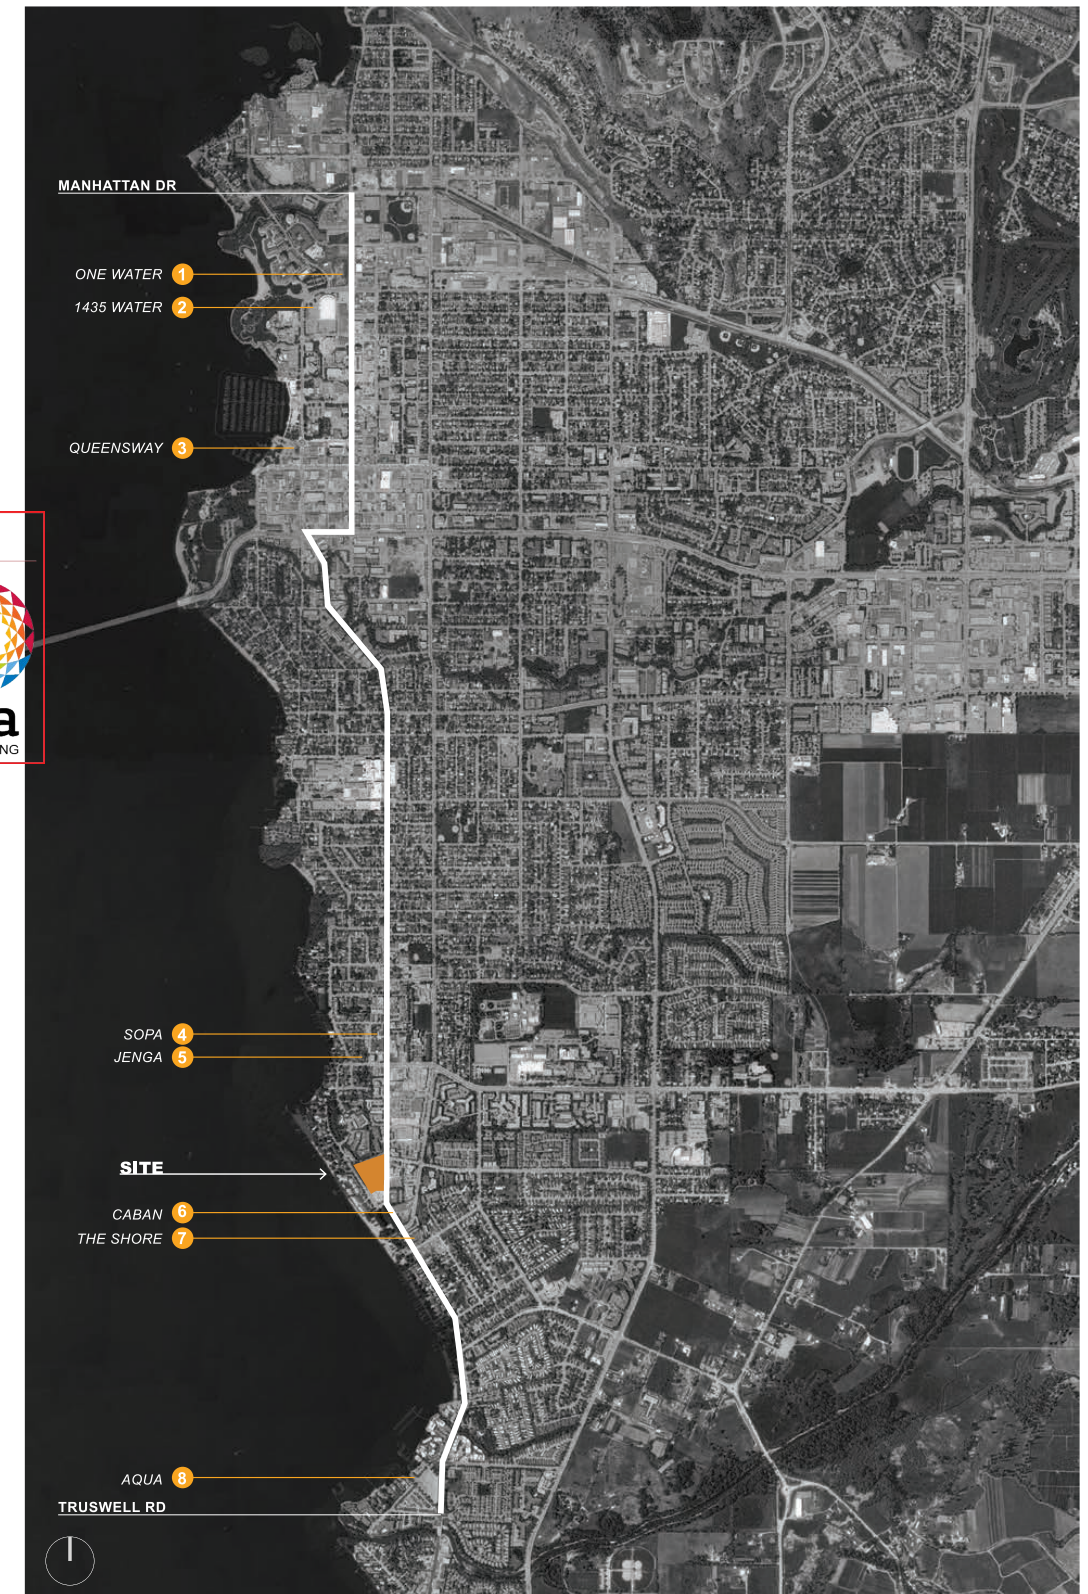 MANHATTAN DR
ONE WATER 1
1435 WATER 2
QUEENSWAY 3
a
NG
SOPA 4
JENGA 5
SITE
CABAN 6
THE SHORE 7
AQUA 8
TRUSWELL RD